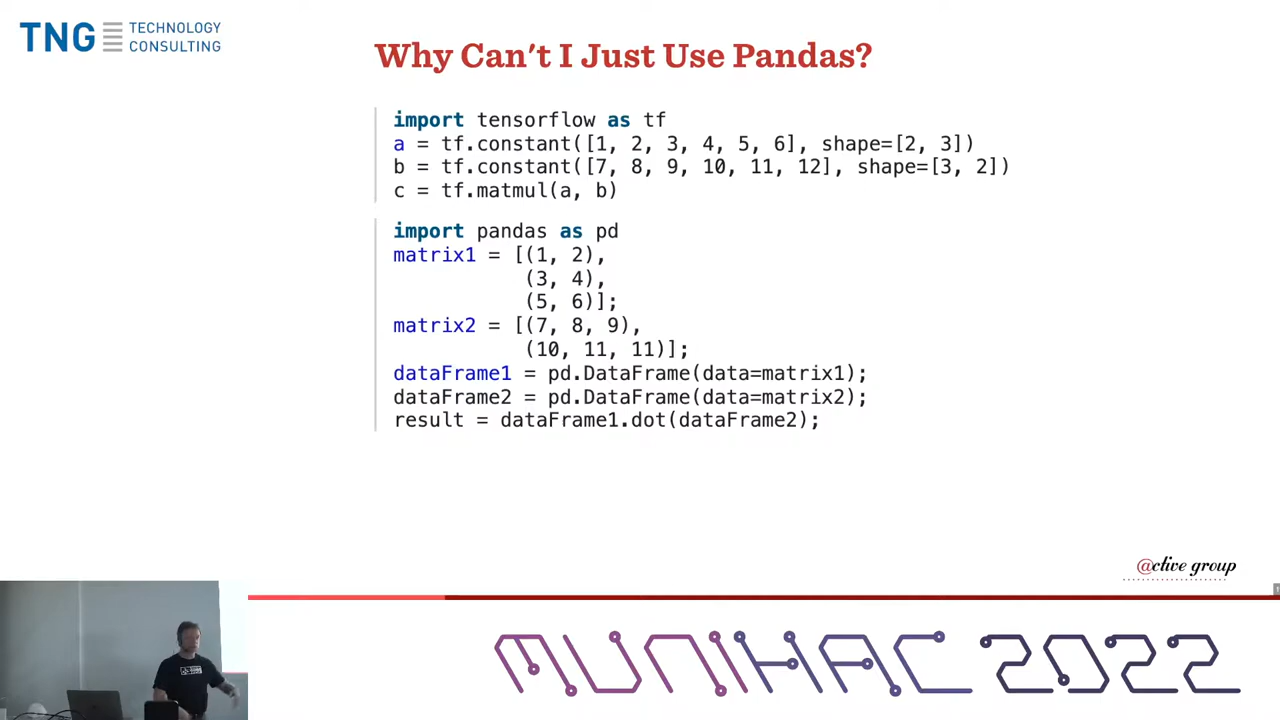 TNG TECHNOLOGY
CONSULTING
Why Can't I Just Use Pandas?
import tensorflow as tf
a = tf.constant([1, 2, 3, 4, 5, 6], shape=[2, 3])
b = tf.constant([7, 8, 9, 10, 11, 12], shape=[3, 2])
c = tf.matmul(a, b)
import pandas as pd
matrix1 = [(1, 2),
(3, 4),
(5, 6)];
matrix2 = [(7, 8, 9),
(10, 11, 11)];
dataFrame1 = pd.DataFrame(data=matrix1);
dataFrame2 = pd.DataFrame(data=matrix2);
result = dataFrame1.dot(dataFrame2);
@ctive group
MUNIHAC 2022